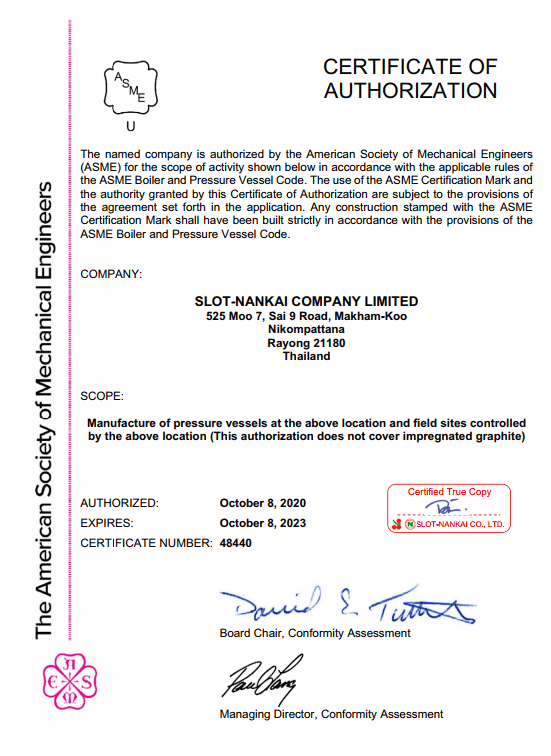 The American Society of Mechanical Engineers
ASME
U
CERTIFICATE OF
AUTHORIZATION
The named company is authorized by the American Society of Mechanical Engineers
(ASME) for the scope of activity shown below in accordance with the applicable rules of
the ASME Boiler and Pressure Vessel Code. The use of the ASME Certification Mark and
the authority granted by this Certificate of Authorization are subject to the provisions of
the agreement set forth in the application. Any construction stamped with the ASME
Certification Mark shall have been built strictly in accordance with the provisions of the
ASME Boiler and Pressure Vessel Code.
COMPANY:
SLOT-NANKAI COMPANY LIMITED
525 Moo 7, Sai 9 Road, Makham-Koo
Nikompattana
Rayong 21180
Thailand
SCOPE:
Manufacture of pressure vessels at the above location and field sites controlled
by the above location (This authorization does not cover impregnated graphite)
AUTHORIZED: October 8, 2020
EXPIRES: October 8, 2023
CERTIFICATE NUMBER: 48440
Certified True Copy
N SLOT-NANKAI CO., LTD.
David E
Board Chair, Conformity Assessment
Managing Director, Conformity Assessment
ASME